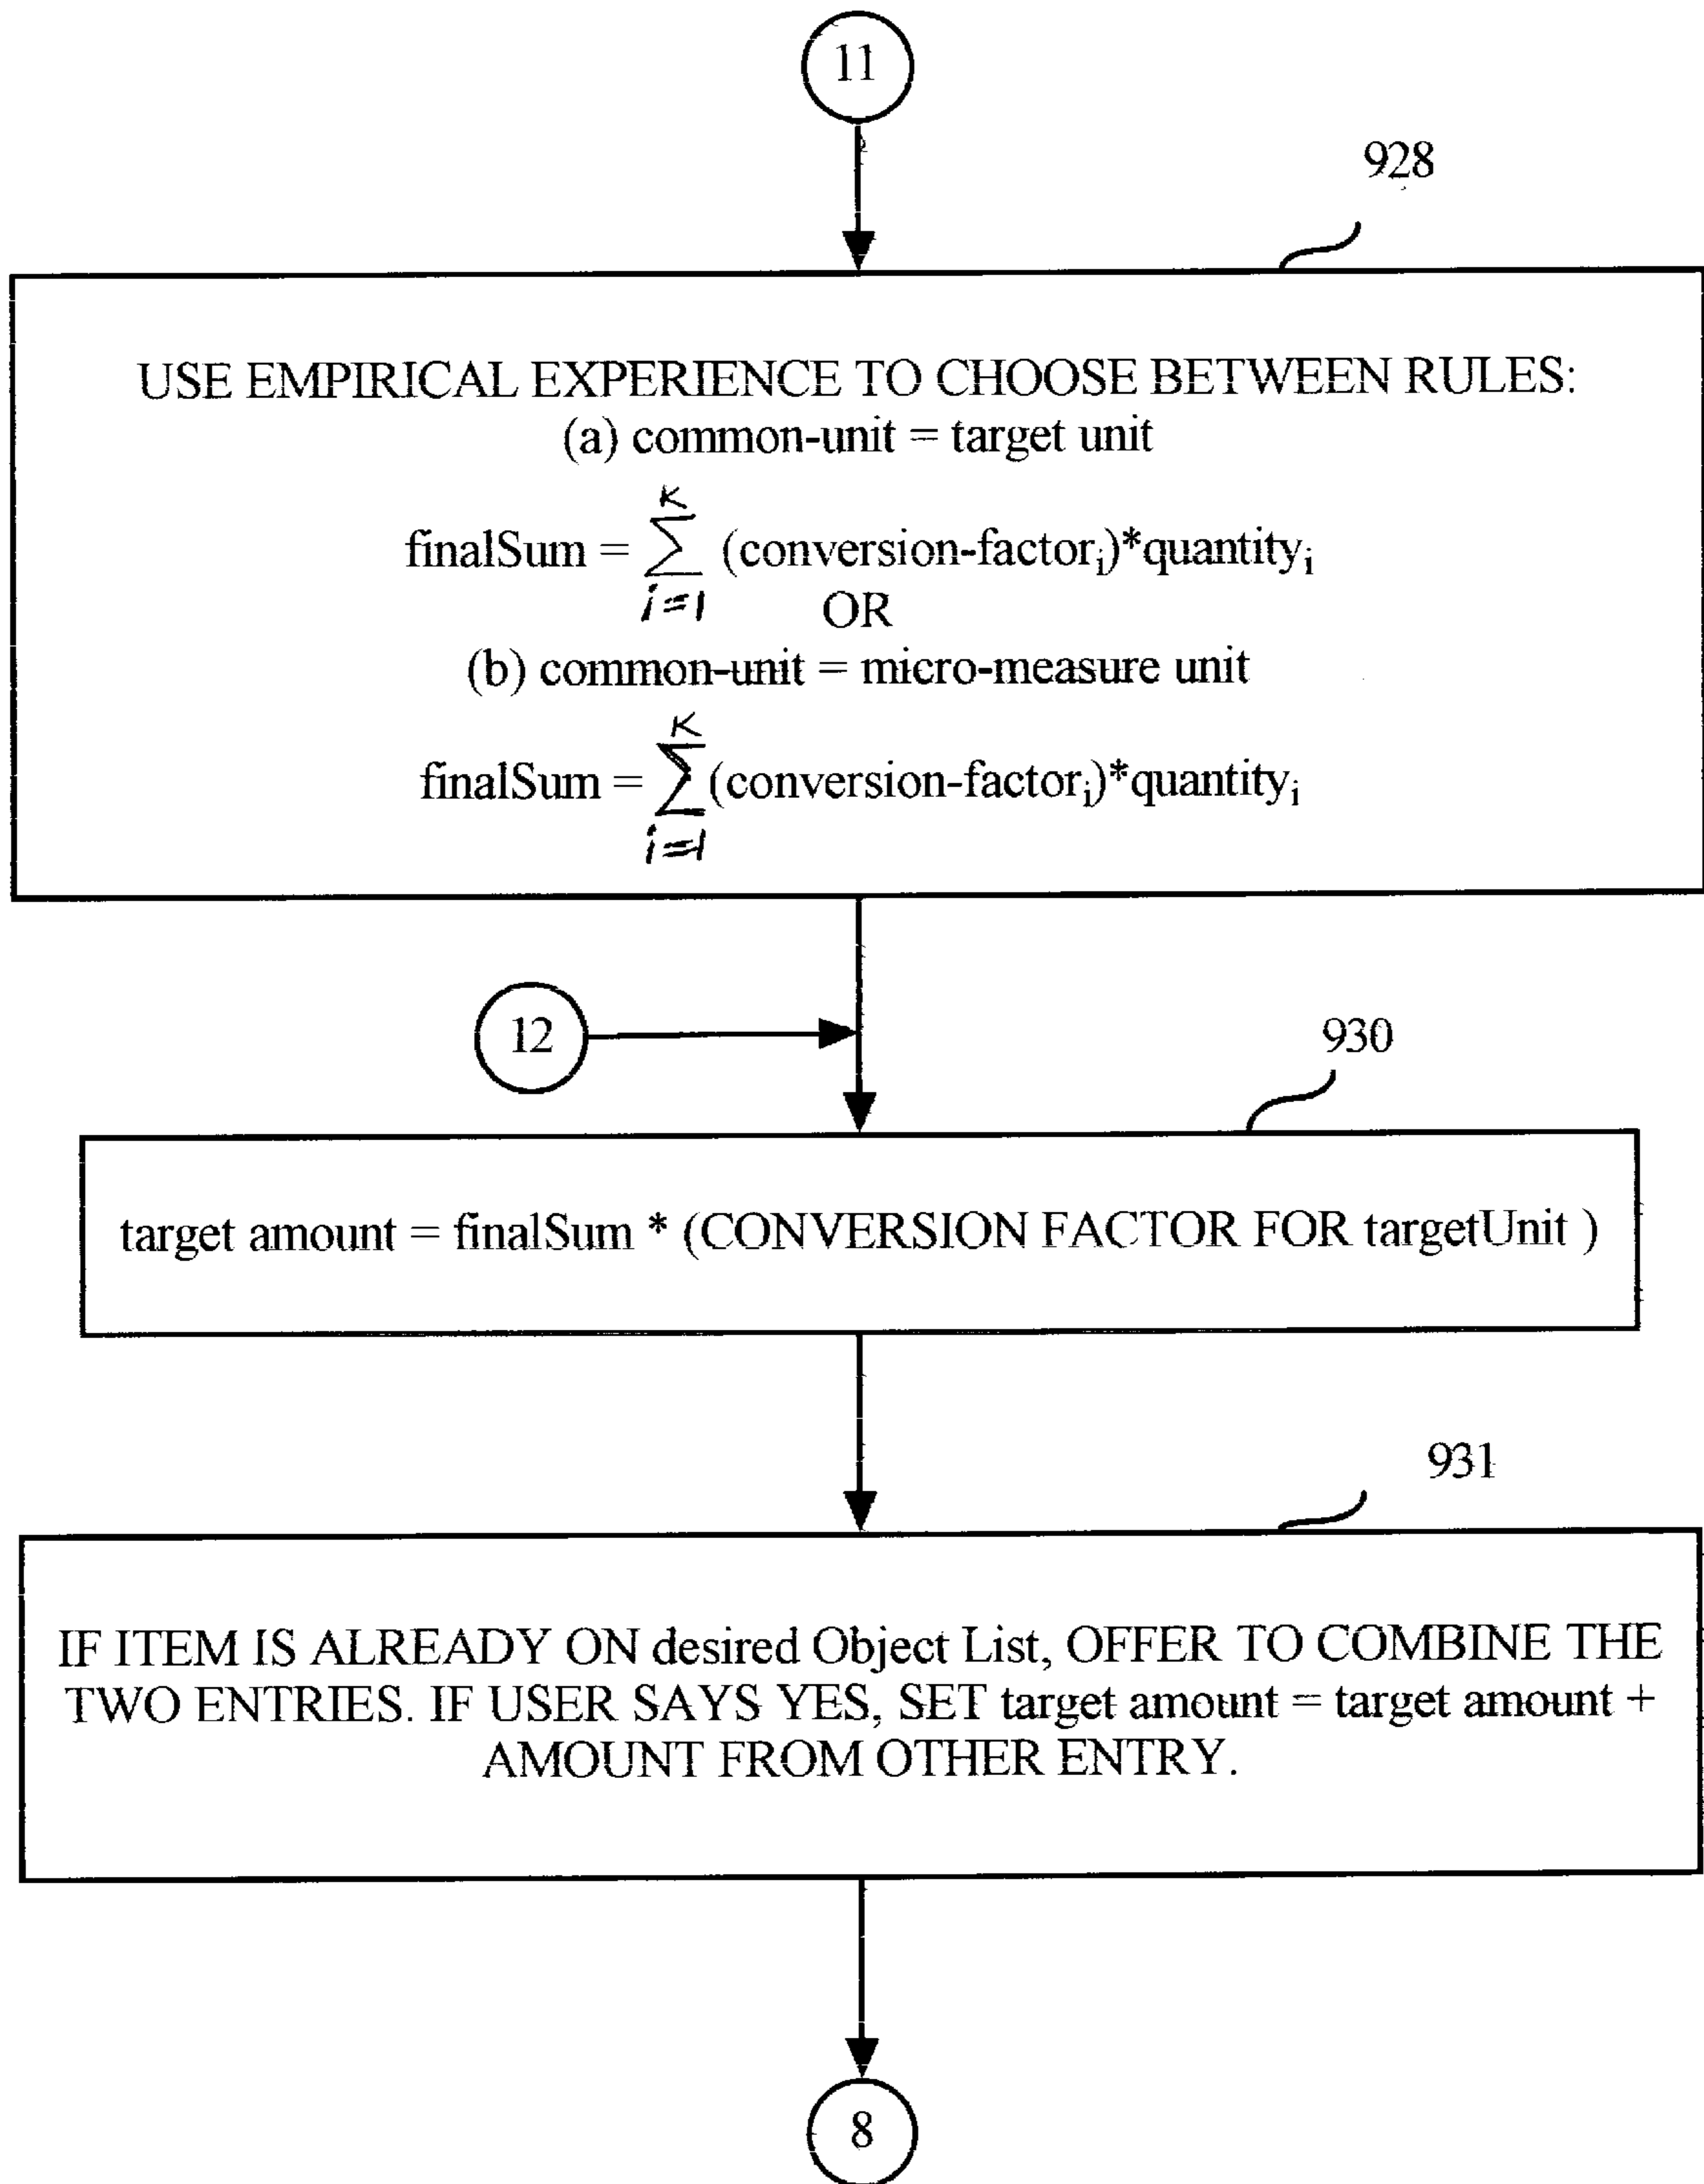 11
928
USE EMPIRICAL EXPERIENCE TO CHOOSE BETWEEN RULES:
(a) common-unit = target unit
K
finalSum = ∑ (conversion-factorᵢ)*quantityᵢ
i=1
OR
(b) common-unit = micro-measure unit
K
finalSum = ∑ (conversion-factorᵢ)*quantityᵢ
i=1
12
930
target amount = finalSum * (CONVERSION FACTOR FOR targetUnit )
931
IF ITEM IS ALREADY ON desired Object List, OFFER TO COMBINE THE
TWO ENTRIES. IF USER SAYS YES, SET target amount = target amount +
AMOUNT FROM OTHER ENTRY.
8